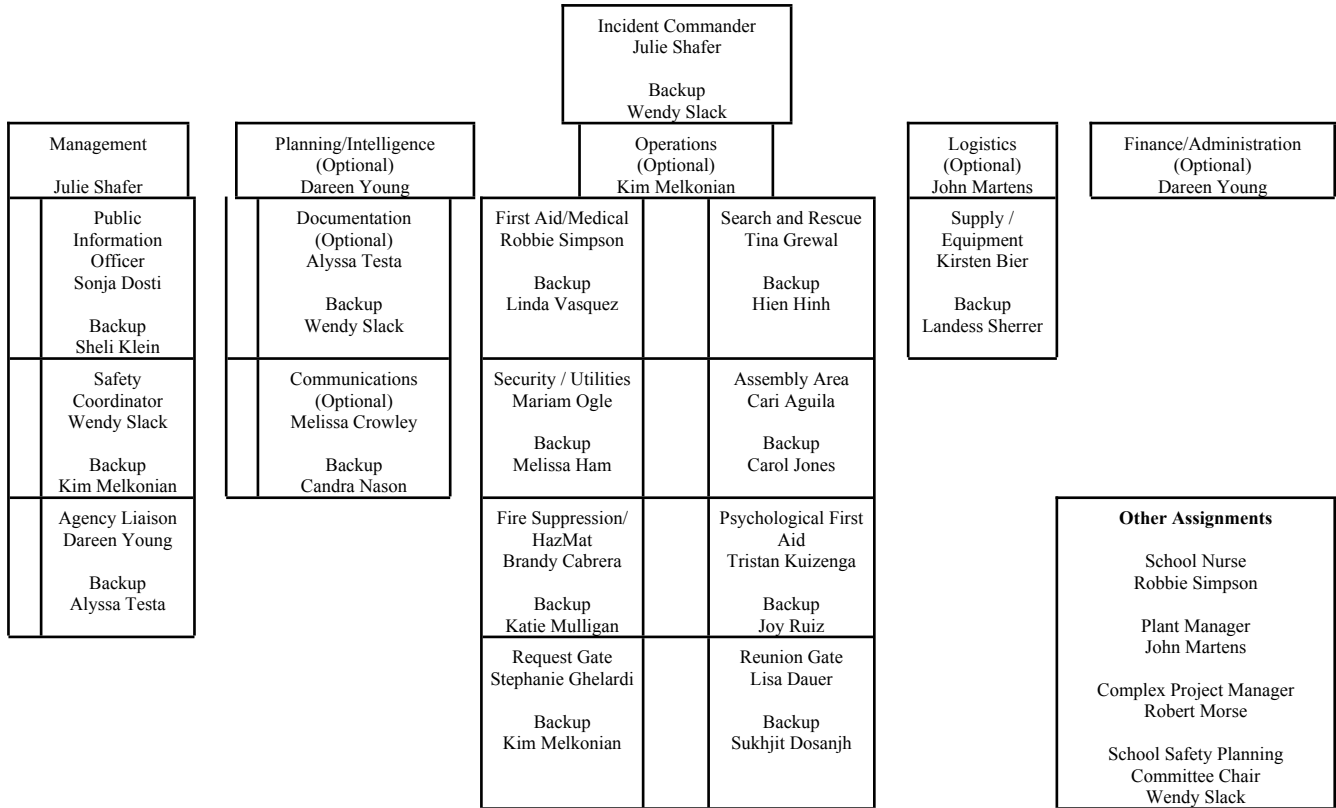 Incident Commander
Julie Shafer
Backup
Wendy Slack
Management
Julie Shafer
Planning/Intelligence
(Optional)
Dareen Young
Operations
(Optional)
Kim Melkonian
Logistics
(Optional)
John Martens
Finance/Administration
(Optional)
Dareen Young
Public
Information
Officer
Sonja Dosti
Backup
Sheli Klein
Documentation
(Optional)
Alyssa Testa
Backup
Wendy Slack
First Aid/Medical
Robbie Simpson
Backup
Linda Vasquez
Search and Rescue
Tina Grewal
Backup
Hien Hinh
Supply /
Equipment
Kirsten Bier
Backup
Landess Sherrer
Safety
Coordinator
Wendy Slack
Backup
Kim Melkonian
Communications
(Optional)
Melissa Crowley
Backup
Candra Nason
Security / Utilities
Mariam Ogle
Backup
Melissa Ham
Assembly Area
Cari Aguila
Backup
Carol Jones
Agency Liaison
Dareen Young
Backup
Alyssa Testa
Fire Suppression/
HazMat
Brandy Cabrera
Backup
Katie Mulligan
Psychological First
Aid
Tristan Kuizenga
Backup
Joy Ruiz
Request Gate
Stephanie Ghelardi
Backup
Kim Melkonian
Reunion Gate
Lisa Dauer
Backup
Sukhjit Dosanjh
Other Assignments
School Nurse
Robbie Simpson
Plant Manager
John Martens
Complex Project Manager
Robert Morse
School Safety Planning
Committee Chair
Wendy Slack